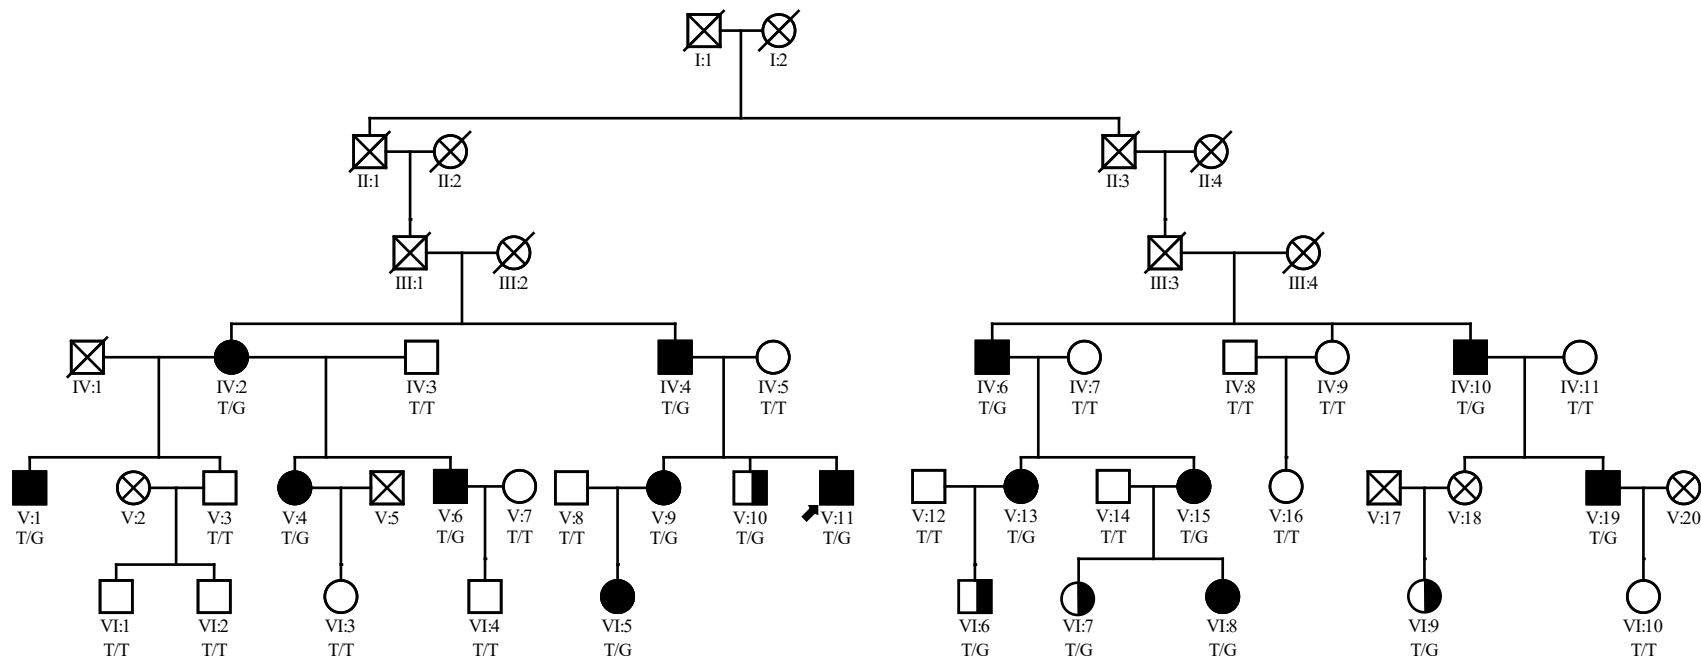 I:1 I:2
II:1 II:2 II:3 II:4
III:1 III:2 III:3 III:4
IV:1 IV:2 IV:3 IV:4 IV:5 IV:6 IV:7 IV:8 IV:9 IV:10 IV:11
T/G T/T T/G T/T T/G T/T T/T T/T T/G T/T
V:1 V:2 V:3 V:4 V:5 V:6 V:7 V:8 V:9 V:10 V:11 V:12 V:13 V:14 V:15 V:16 V:17 V:18 V:19 V:20
T/G T/T T/G T/G T/T T/T T/G T/G T/G T/T T/G T/T T/G T/T T/G
VI:1 VI:2 VI:3 VI:4 VI:5 VI:6 VI:7 VI:8 VI:9 VI:10
T/T T/T T/T T/T T/G T/G T/G T/G T/G T/T